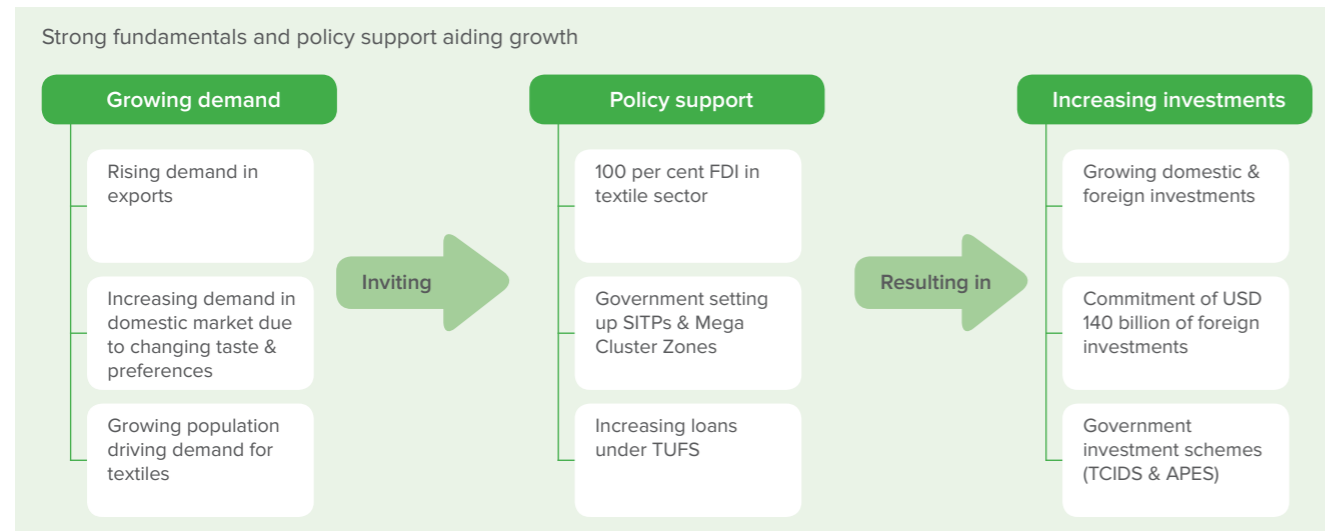 Strong fundamentals and policy support aiding growth
Growing demand
Rising demand in
exports
Increasing demand in
domestic market due
to changing taste &
preferences
Growing population
driving demand for
textiles
Inviting
Policy support
100 per cent FDI in
textile sector
Government setting
up SITPs & Mega
Cluster Zones
Increasing loans
under TUFS
Resulting in
Increasing investments
Growing domestic &
foreign investments
Commitment of USD
140 billion of foreign
investments
Government
investment schemes
(TCIDS & APES)